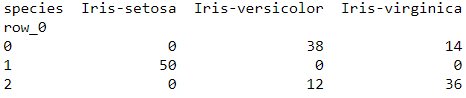 species  Iris-setosa  Iris-versicolor  Iris-virginica
row_0
0                  0               38              14
1                 50                0               0
2                  0               12              36